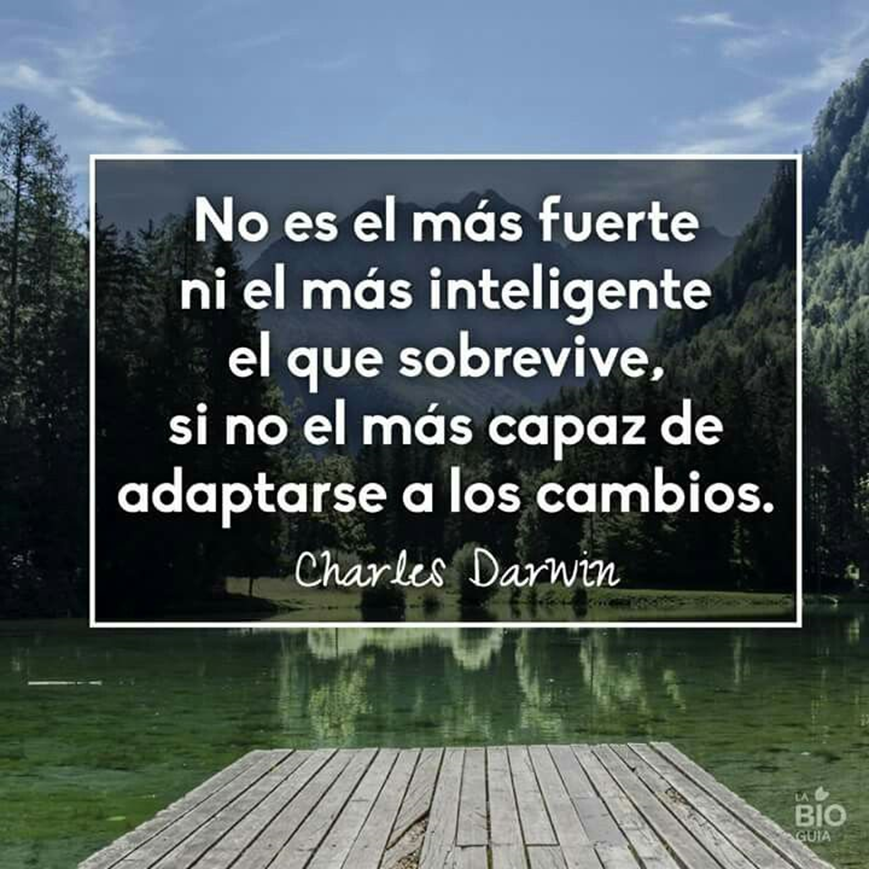 No es el más fuerte
ni el más inteligente
el que sobrevive,
si no el más capaz de
adaptarse a los cambios.
Charles Darwin
LA
BIO
GUIA